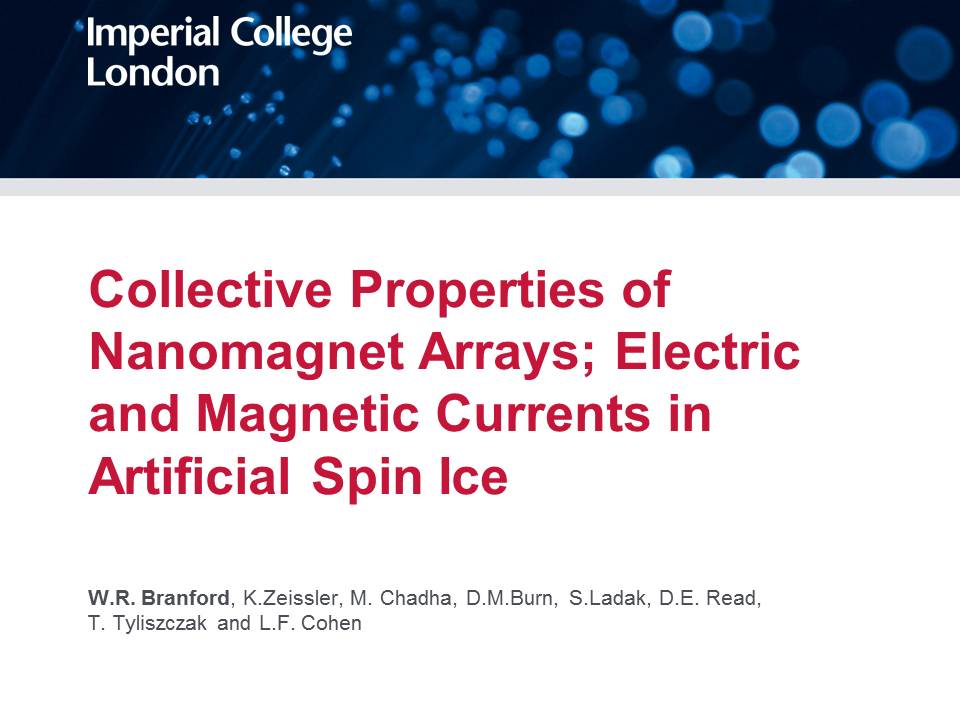 Imperial College
London
Collective Properties of
Nanomagnet Arrays; Electric
and Magnetic Currents in
Artificial Spin Ice
W.R. Branford, K.Zeissler, M. Chadha, D.M.Burn, S.Ladak, D.E. Read,
T. Tyliszczak and L.F. Cohen